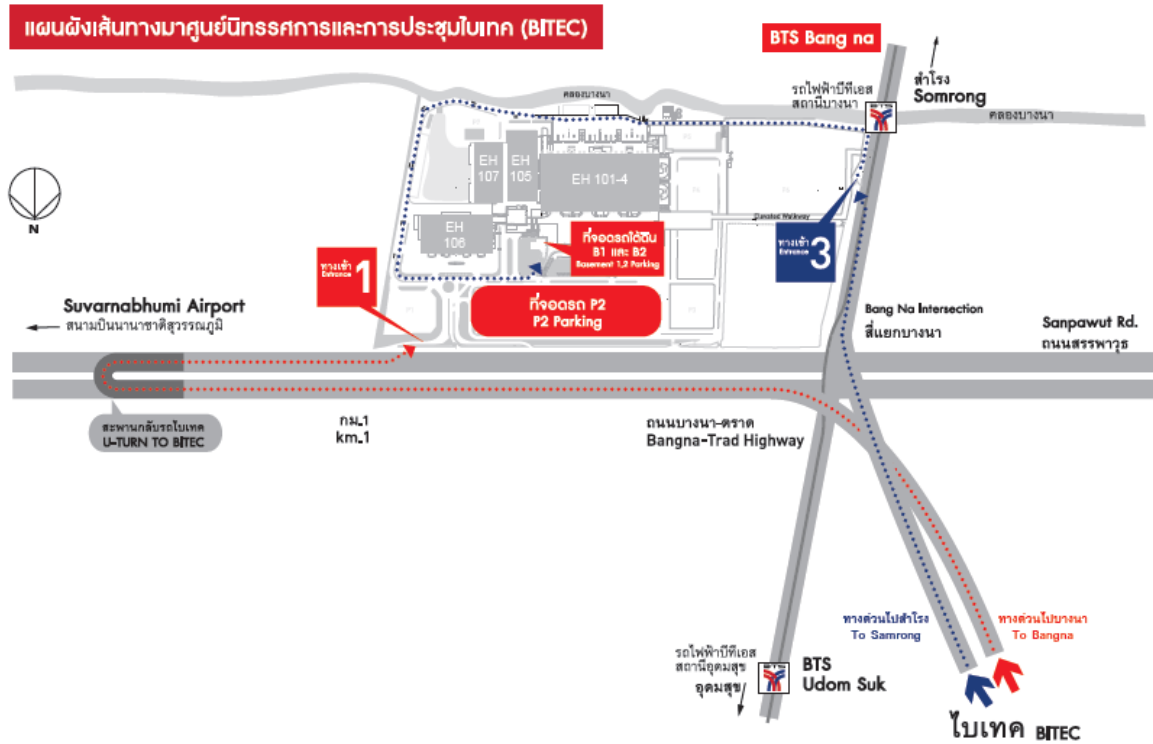 แผนผังเส้นทางมาศูนย์นิทรรศการและการประชุมไบเทค (BITEC)
BTS Bang na
สำโรง
Somrong
รถไฟฟ้าบีทีเอส
สถานีบางนา
BTS
คลองบางนา
คลองบางนา
EH
107
EH
105
EH 101-4
EH
106
N
Elevated Walkway
ที่จอดรถใต้ดิน
B1 และ B2
Basement 1,2 Parking
ทางเข้า
Entrance
1
ทางเข้า
Entrance
3
ที่จอดรถ P2
P2 Parking
Suvarnabhumi Airport
สนามบินนานาชาติสุวรรณภูมิ
Bang Na Intersection
สี่แยกบางนา
Sanpawut Rd.
ถนนสรรพาวุธ
สะพานกลับรถไบเทค
U-TURN TO BITEC
กม.1
km.1
ถนนบางนา-ตราด
Bangna-Trad Highway
ทางด่วนไปสำโรง
To Samrong
ทางด่วนไปบางนา
To Bangna
รถไฟฟ้าบีทีเอส
สถานีอุดมสุข
อุดมสุข
BTS
BTS
Udom Suk
ไบเทค BITEC